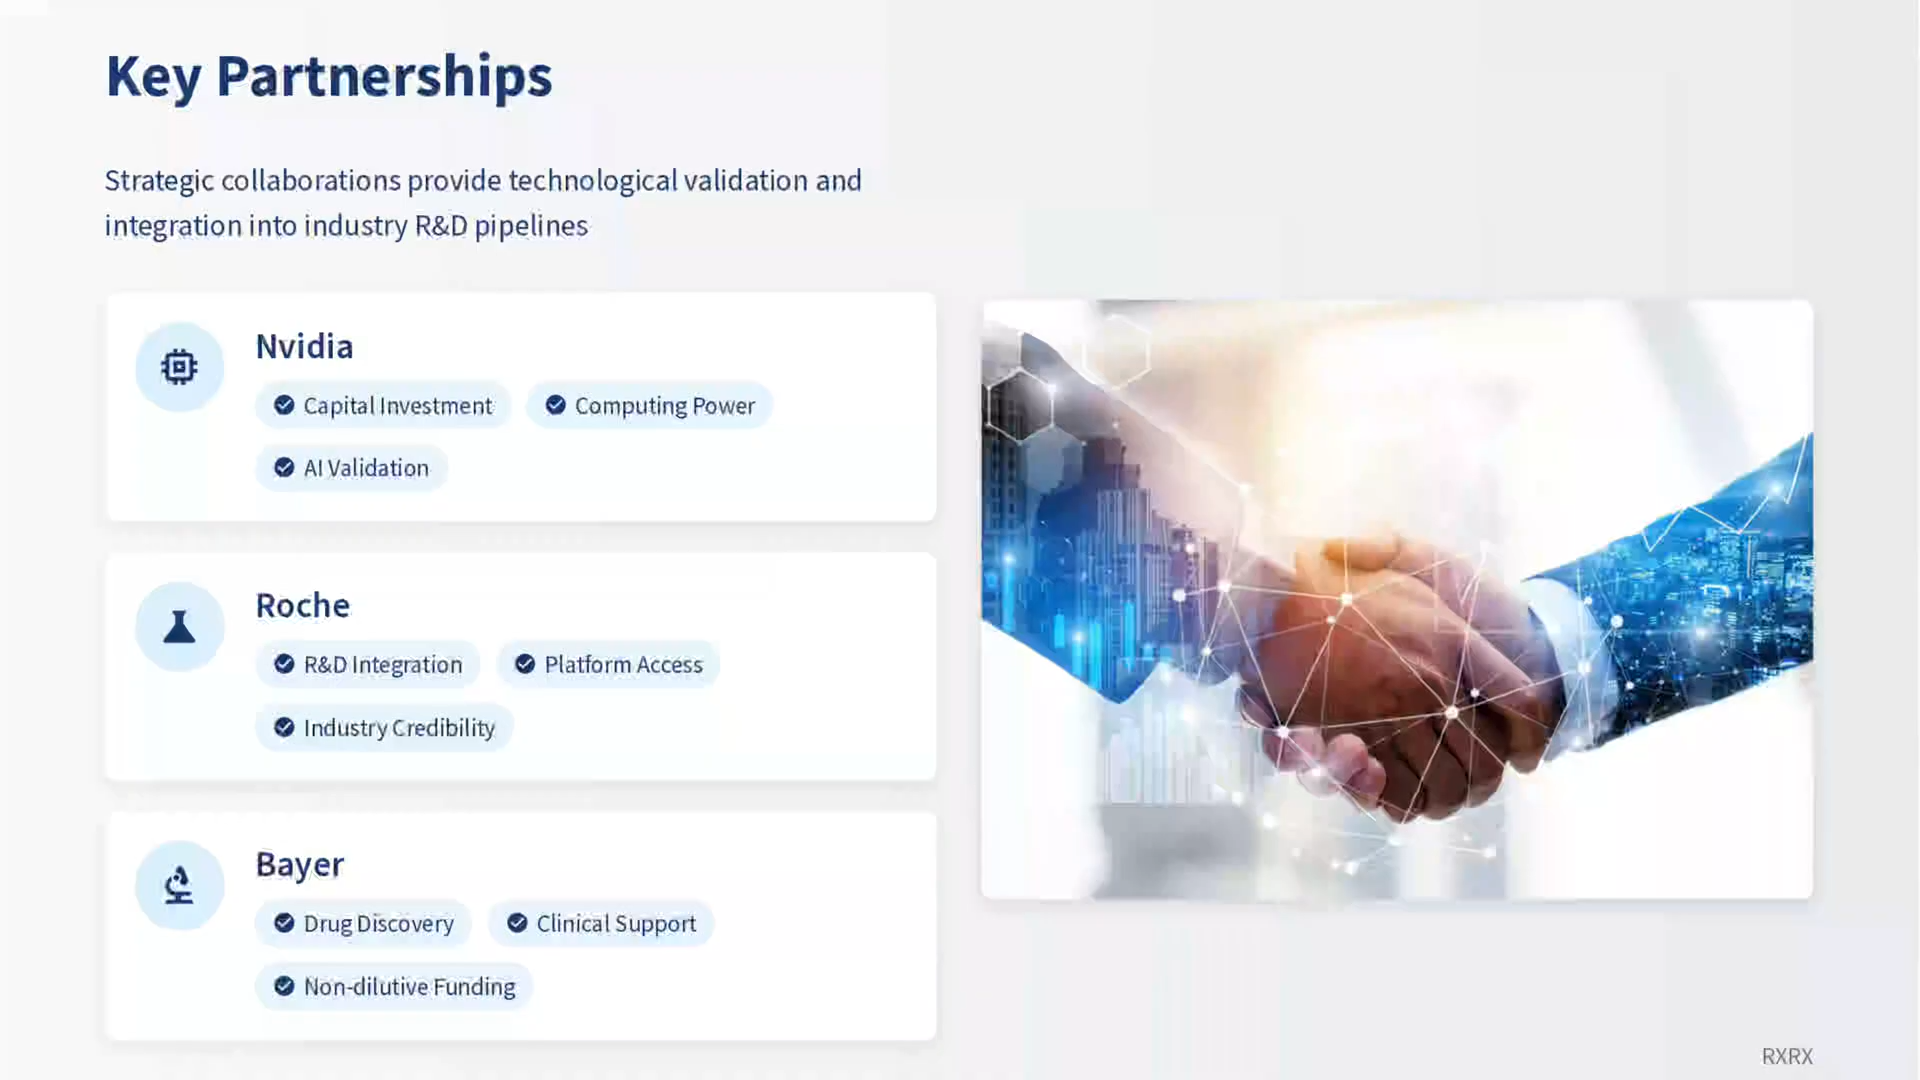 Key Partnerships
Strategic collaborations provide technological validation and
integration into industry R&D pipelines
Nvidia
Capital Investment
Computing Power
AI Validation
Roche
R&D Integration
Platform Access
Industry Credibility
Bayer
Drug Discovery
Clinical Support
Non-dilutive Funding
RXRX